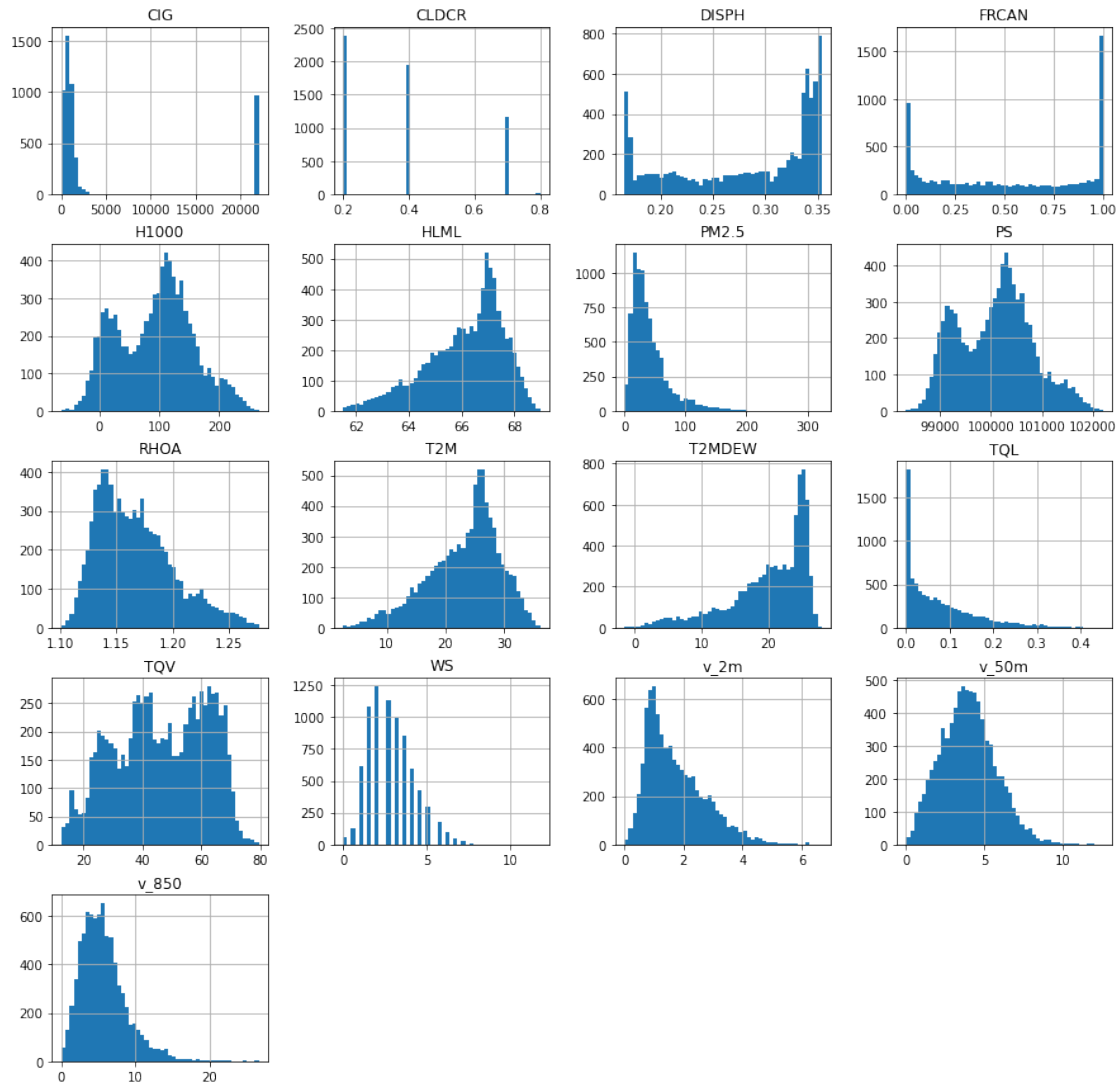 CIG CLDCR DISPH FRCAN
1500 1000 500 0
0 5000 10000 15000 20000
2500 2000 1500 1000 500 0
0.2 0.4 0.6 0.8
800 600 400 200 0
0.20 0.25 0.30 0.35
1500 1000 500 0
0.00 0.25 0.50 0.75 1.00
H1000 HLML PM2.5 PS
400 300 200 100 0
0 100 200
500 400 300 200 100 0
62 64 66 68
1000 750 500 250 0
0 100 200 300
400 300 200 100 0
99000 100000 101000 102000
RHOA T2M T2MDEW TQL
400 300 200 100 0
1.10 1.15 1.20 1.25
500 400 300 200 100 0
10 20 30
800 600 400 200 0
0 10 20
1500 1000 500 0
0.0 0.1 0.2 0.3 0.4
TQV WS v_2m v_50m
250 200 150 100 50 0
20 40 60 80
1250 1000 750 500 250 0
0 5 10
600 400 200 0
0 2 4 6
500 400 300 200 100 0
0 5 10
v_850
600 400 200 0
0 10 20